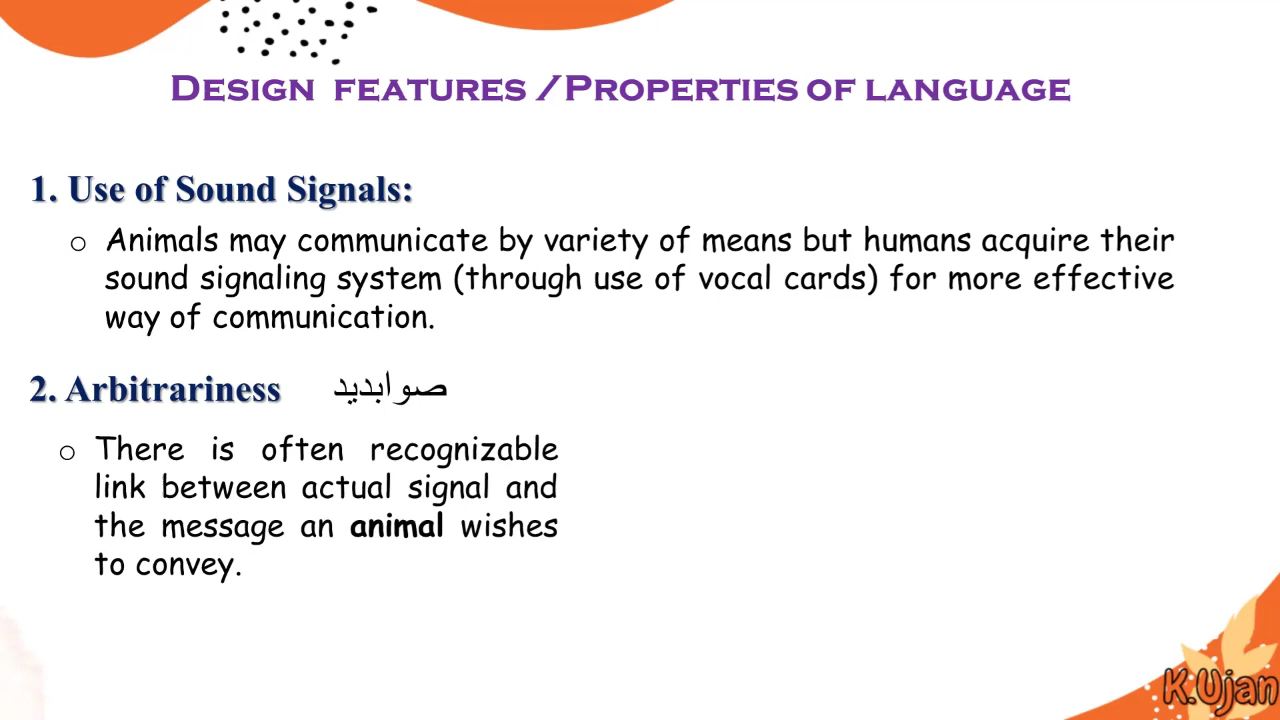 DESIGN FEATURES /PROPERTIES OF LANGUAGE
1. Use of Sound Signals:
o Animals may communicate by variety of means but humans acquire their
sound signaling system (through use of vocal cards) for more effective
way of communication.
2. Arbitrariness صوابدید
o There is often recognizable
link between actual signal and
the message an animal wishes
to convey.
K.Ujan